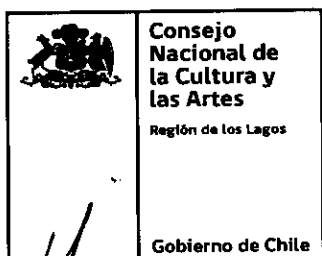 Consejo
Nacional de
la Cultura y
las Artes
Región de los Lagos
Gobierno de Chile